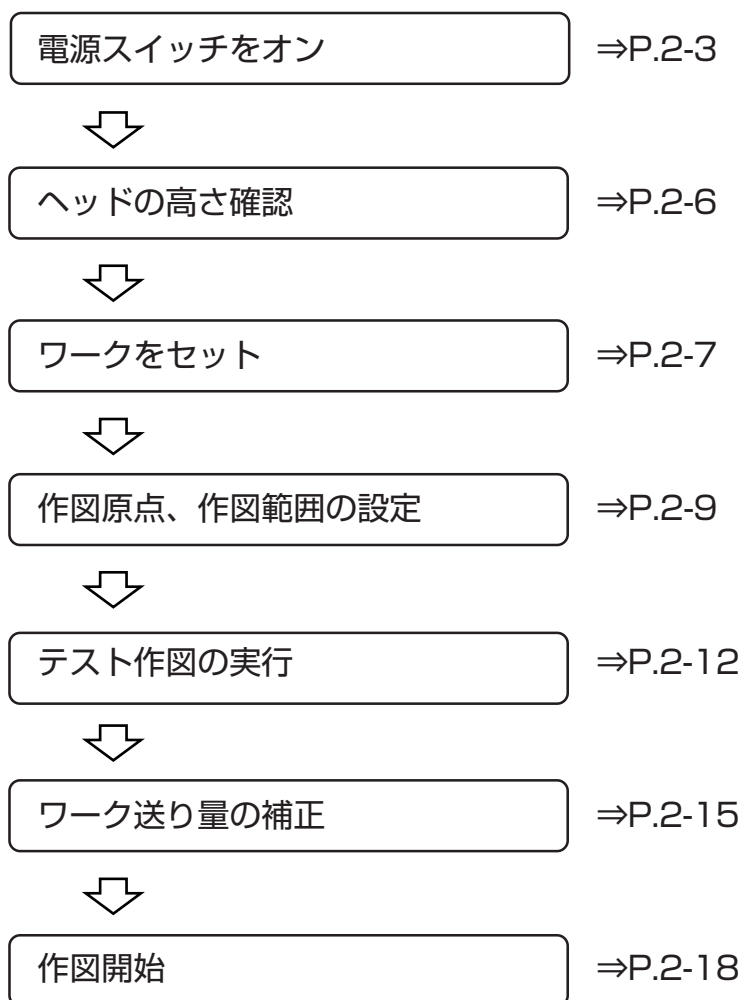 電源スイッチをオン ⇒P.2-3
ヘッドの高さ確認 ⇒P.2-6
ワークをセット ⇒P.2-7
作図原点、作図範囲の設定 ⇒P.2-9
テスト作図の実行 ⇒P.2-12
ワーク送り量の補正 ⇒P.2-15
作図開始 ⇒P.2-18